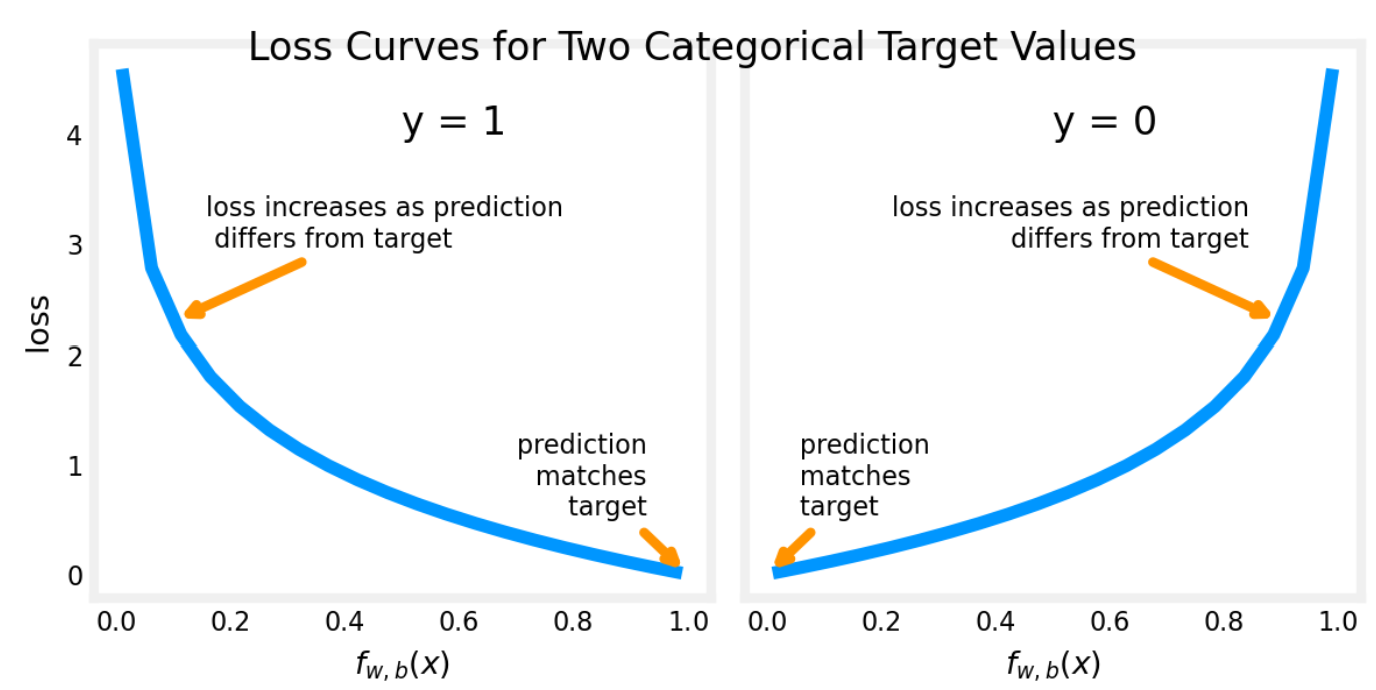 Loss Curves for Two Categorical Target Values
y = 1
loss increases as prediction
differs from target
prediction
matches
target
loss
4
3
2
1
0
0.0 0.2 0.4 0.6 0.8 1.0
f_{w, b}(x)
y = 0
loss increases as prediction
differs from target
prediction
matches
target
0.0 0.2 0.4 0.6 0.8 1.0
f_{w, b}(x)